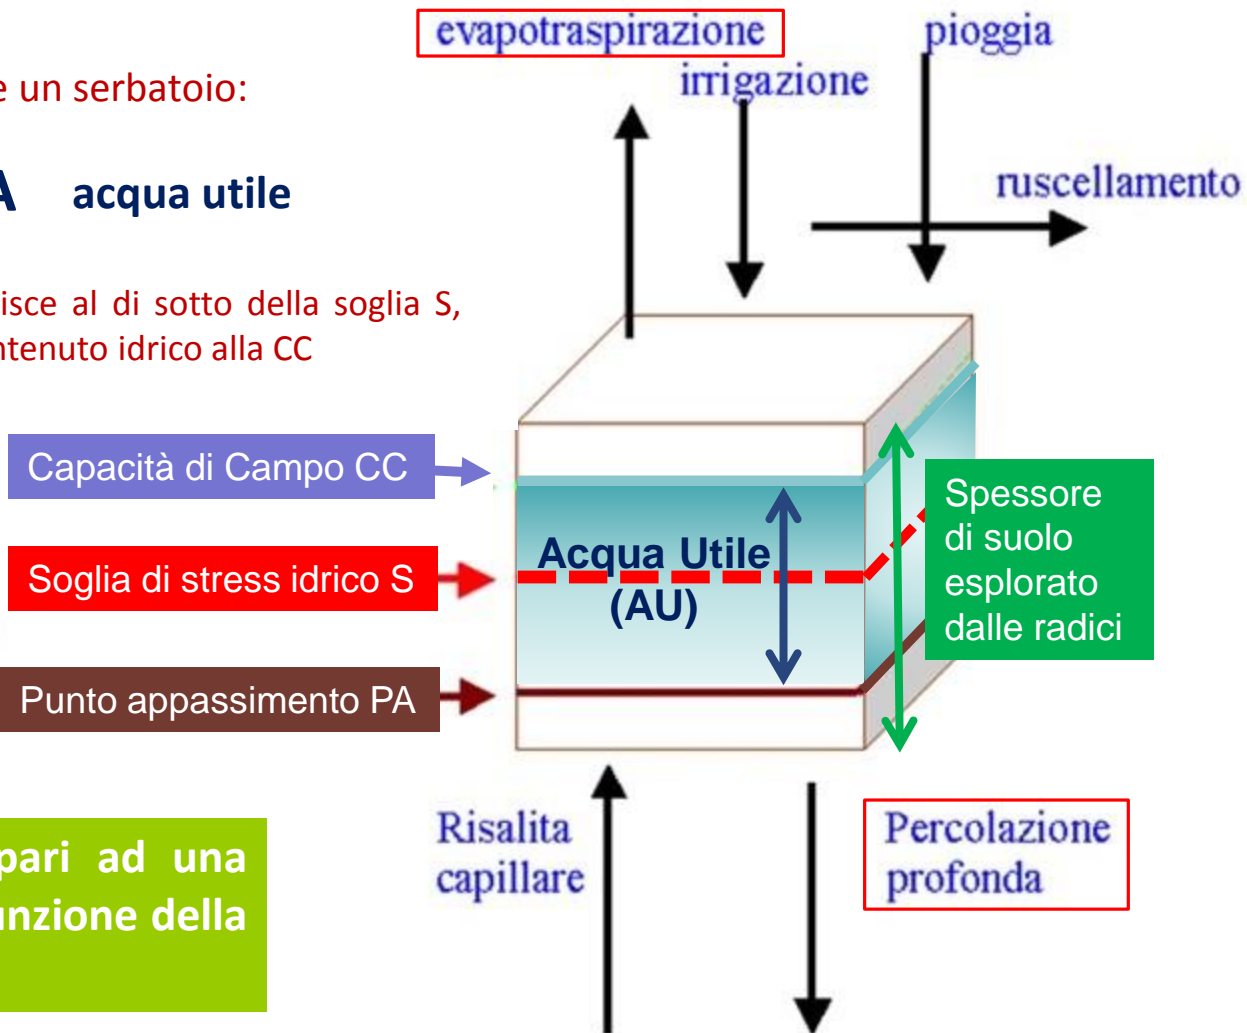 evapotraspirazione
pioggia
e un serbatoio:
irrigazione
A acqua utile
ruscellamento
isce al di sotto della soglia S,
ntenuto idrico alla CC
Capacità di Campo CC
Spessore
di suolo
esplorato
dalle radici
Acqua Utile
(AU)
Soglia di stress idrico S
Punto appassimento PA
Risalita
capillare
Percolazione
profonda
pari ad una
unzione della